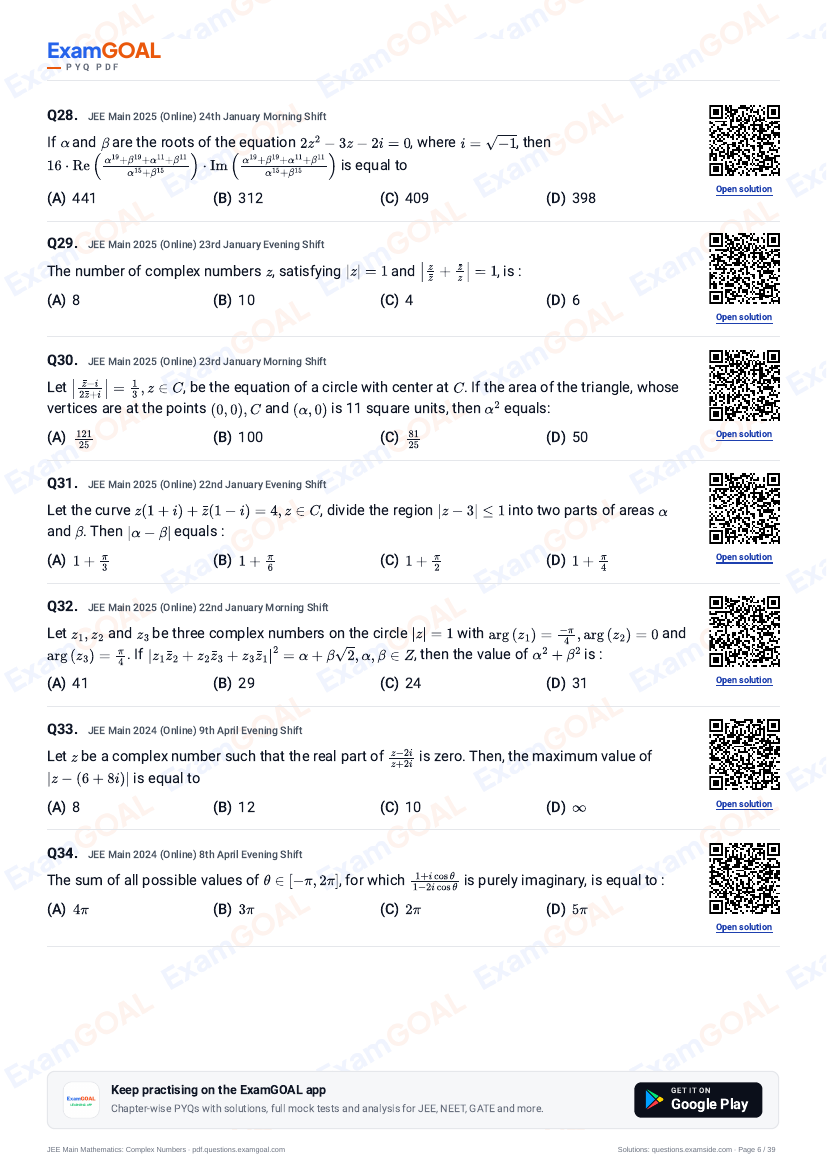 ExamGOAL
PYQ PDF
Q28. JEE Main 2025 (Online) 24th January Morning Shift
If α and β are the roots of the equation 2z² − 3z − 2i = 0, where i = √−1, then
16 · Re ((α¹⁹+β¹⁹+α¹¹+β¹¹)/(α¹⁵+β¹⁵)) · Im ((α¹⁹+β¹⁹+α¹¹+β¹¹)/(α¹⁵+β¹⁵)) is equal to
(A) 441 (B) 312 (C) 409 (D) 398
Open solution
Q29. JEE Main 2025 (Online) 23rd January Evening Shift
The number of complex numbers z, satisfying |z| = 1 and |z/z̄ + z̄/z| = 1, is :
(A) 8 (B) 10 (C) 4 (D) 6
Open solution
Q30. JEE Main 2025 (Online) 23rd January Morning Shift
Let |(z̄−i)/(2z̄+i)| = 1/3, z ∈ C, be the equation of a circle with center at C. If the area of the triangle, whose
vertices are at the points (0, 0), C and (α, 0) is 11 square units, then α² equals:
(A) 121/25 (B) 100 (C) 81/25 (D) 50
Open solution
Q31. JEE Main 2025 (Online) 22nd January Evening Shift
Let the curve z(1 + i) + z̄(1 − i) = 4, z ∈ C, divide the region |z − 3| ≤ 1 into two parts of areas α
and β. Then |α − β| equals :
(A) 1 + π/3 (B) 1 + π/6 (C) 1 + π/2 (D) 1 + π/4
Open solution
Q32. JEE Main 2025 (Online) 22nd January Morning Shift
Let z₁, z₂ and z₃ be three complex numbers on the circle |z| = 1 with arg (z₁) = −π/4, arg (z₂) = 0 and
arg (z₃) = π/4. If |z₁z̄₂ + z₂z̄₃ + z₃z̄₁|² = α + β√2, α, β ∈ Z, then the value of α² + β² is :
(A) 41 (B) 29 (C) 24 (D) 31
Open solution
Q33. JEE Main 2024 (Online) 9th April Evening Shift
Let z be a complex number such that the real part of (z−2i)/(z+2i) is zero. Then, the maximum value of
|z − (6 + 8i)| is equal to
(A) 8 (B) 12 (C) 10 (D) ∞
Open solution
Q34. JEE Main 2024 (Online) 8th April Evening Shift
The sum of all possible values of θ ∈ [−π, 2π], for which (1+i cos θ)/(1−2i cos θ) is purely imaginary, is equal to :
(A) 4π (B) 3π (C) 2π (D) 5π
Open solution
Keep practising on the ExamGOAL app
Chapter-wise PYQs with solutions, full mock tests and analysis for JEE, NEET, GATE and more.
ExamGOAL
GET IT ON
Google Play
JEE Main Mathematics: Complex Numbers · pdf.questions.examgoal.com
Solutions: questions.examside.com · Page 6 / 39